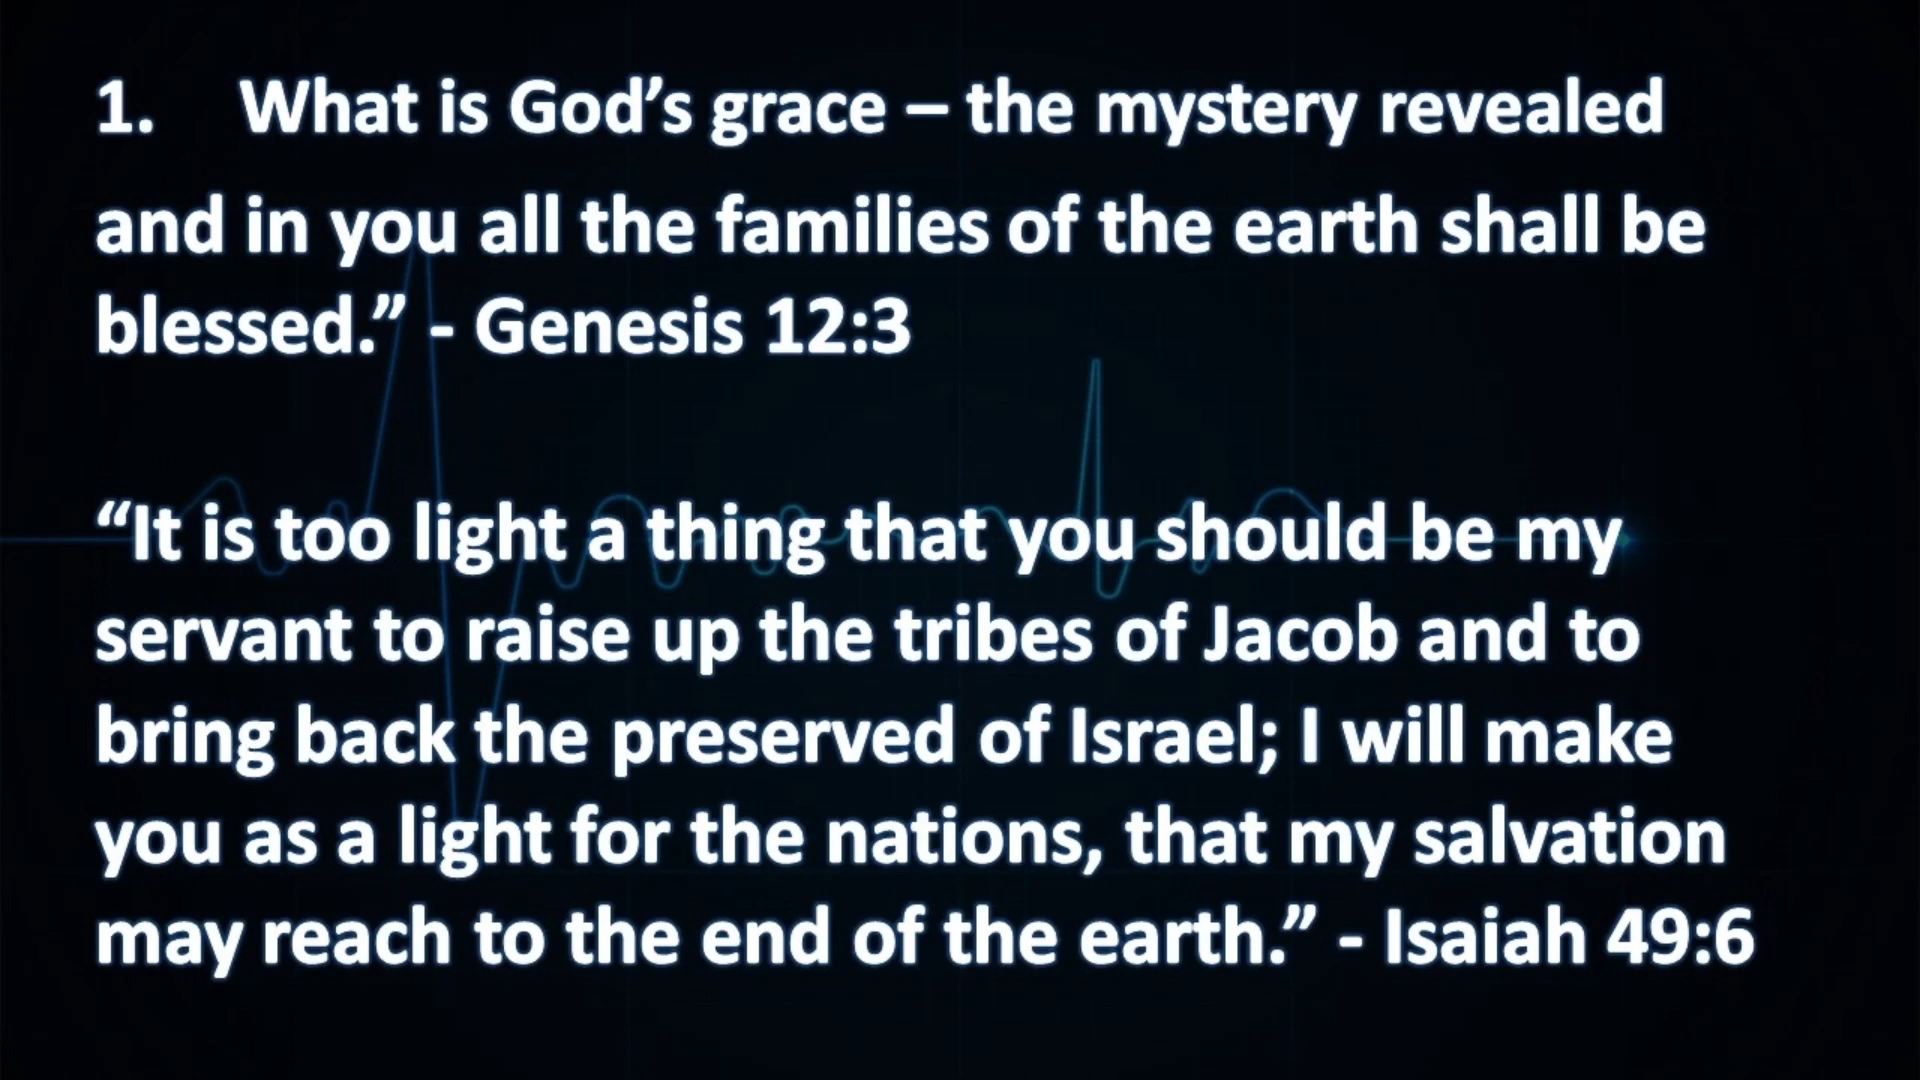 1. What is God’s grace – the mystery revealed
and in you all the families of the earth shall be
blessed.” - Genesis 12:3
“It is too light a thing that you should be my
servant to raise up the tribes of Jacob and to
bring back the preserved of Israel; I will make
you as a light for the nations, that my salvation
may reach to the end of the earth.” - Isaiah 49:6